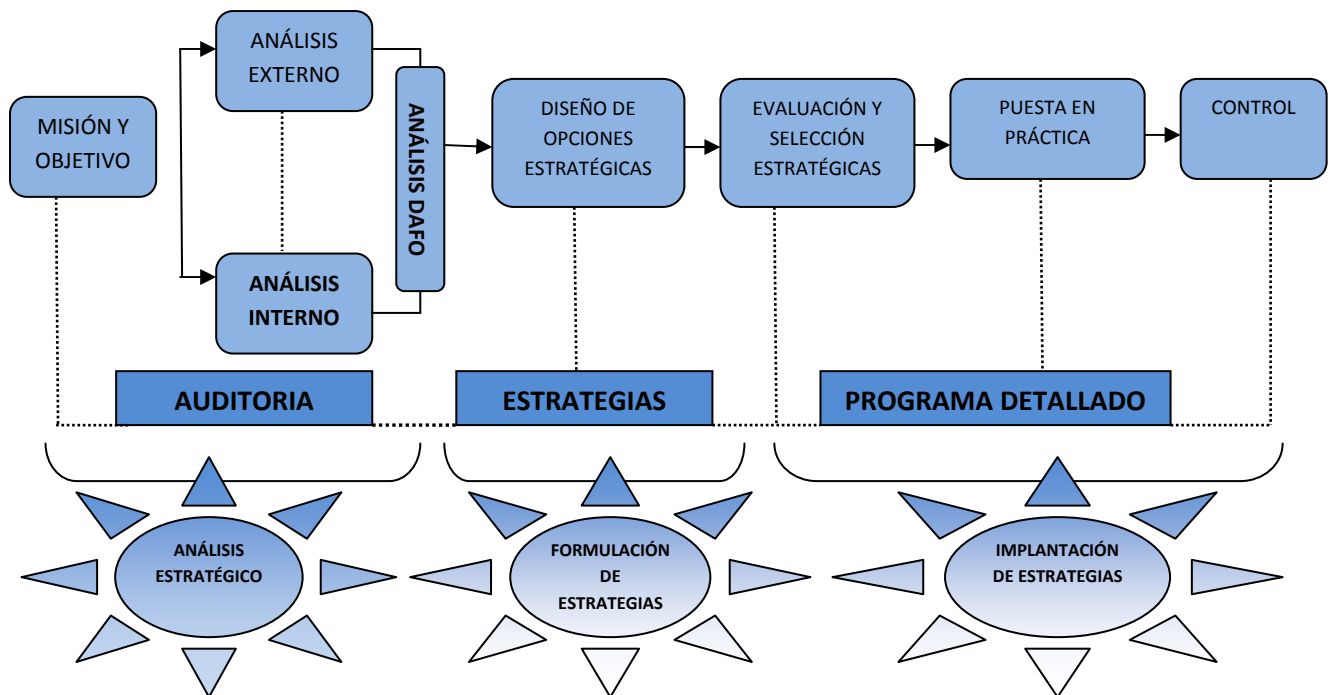 MISIÓN Y
OBJETIVO
ANÁLISIS
EXTERNO
ANÁLISIS
INTERNO
ANÁLISIS DAFO
DISEÑO DE
OPCIONES
ESTRATÉGICAS
EVALUACIÓN Y
SELECCIÓN
ESTRATÉGICAS
PUESTA EN
PRÁCTICA
CONTROL
AUDITORIA
ESTRATEGIAS
PROGRAMA DETALLADO
ANÁLISIS
ESTRATÉGICO
FORMULACIÓN
DE
ESTRATEGIAS
IMPLANTACIÓN
DE ESTRATEGIAS